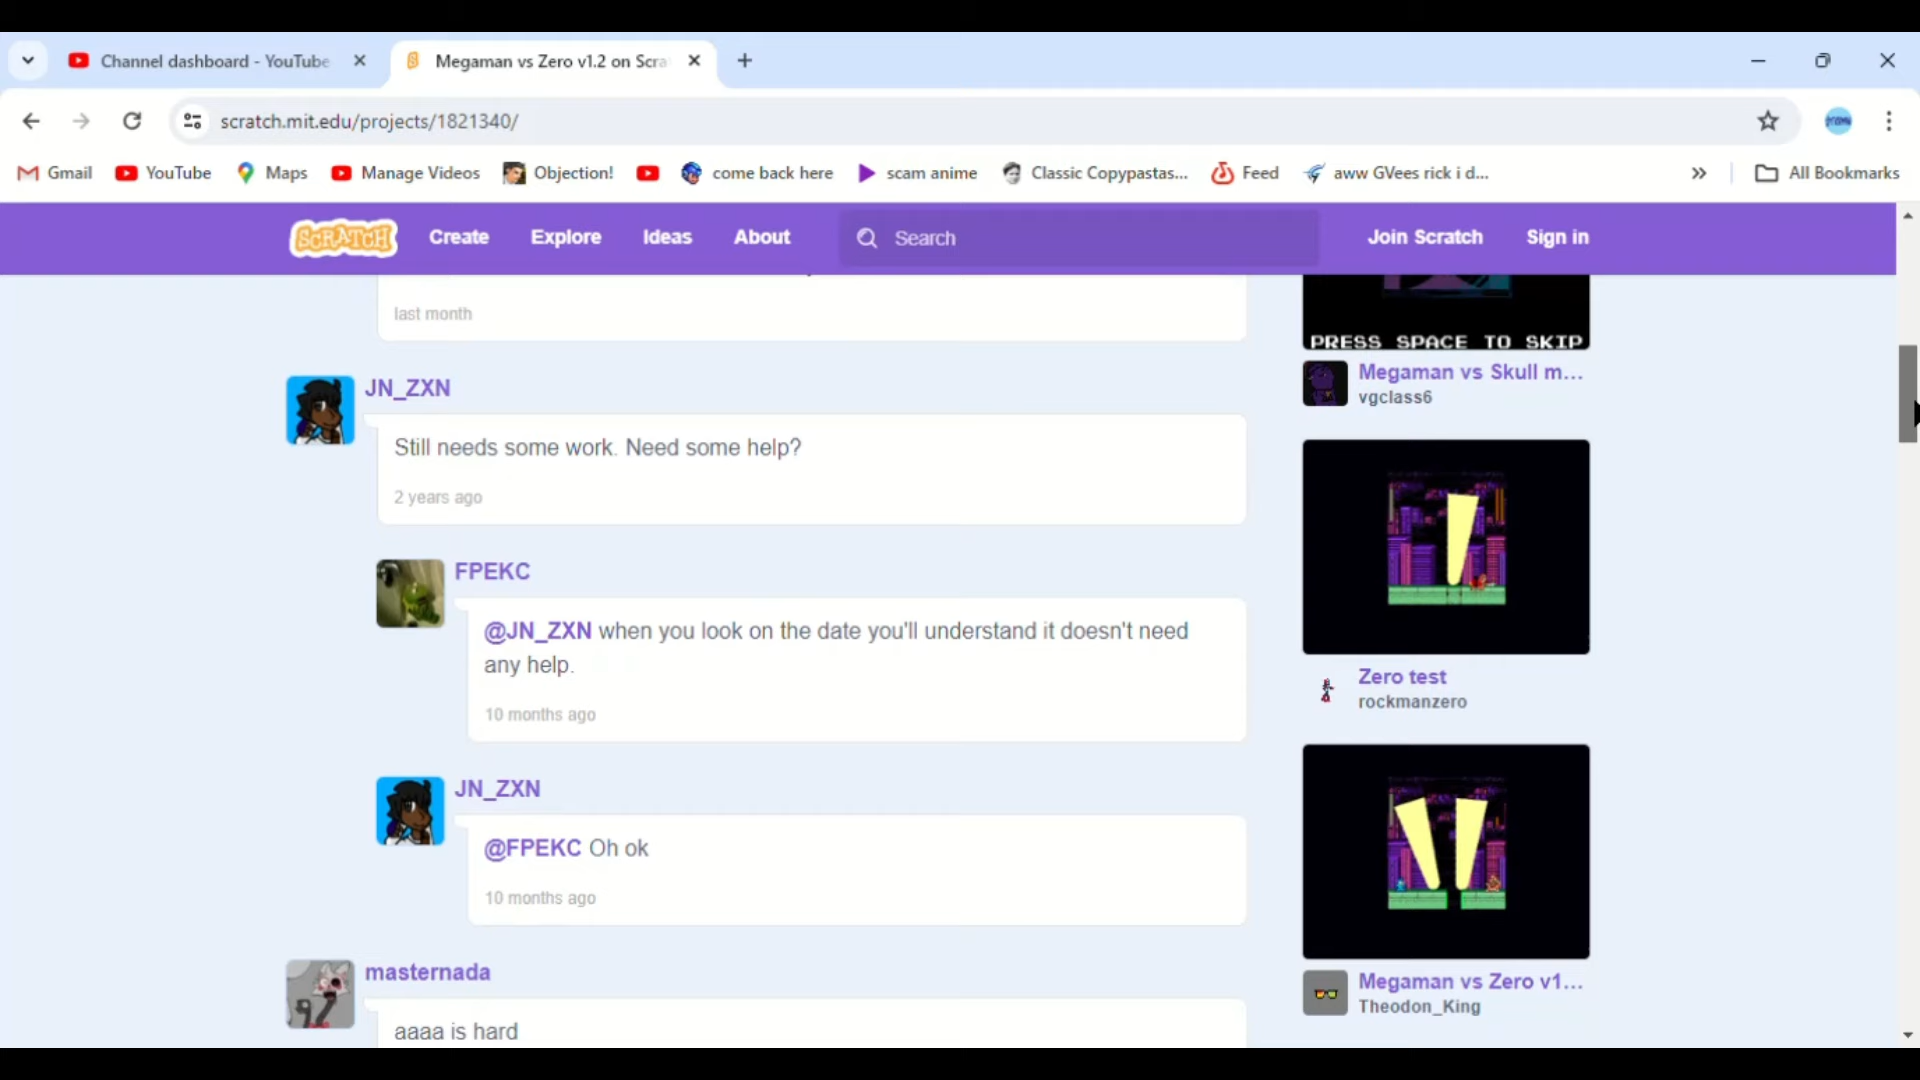 Channel dashboard - YouTube
Megaman vs Zero v1.2 on Scra
scratch.mit.edu/projects/1821340/
Gmail
YouTube
Maps
Manage Videos
Objection!
come back here
scam anime
Classic Copypastas...
Feed
aww GVees rick i d...
All Bookmarks
SCRATCH
Create
Explore
Ideas
About
Search
Join Scratch
Sign in
last month
JN_ZXN
Still needs some work. Need some help?
2 years ago
FPEKC
@JN_ZXN when you look on the date you'll understand it doesn't need
any help.
10 months ago
JN_ZXN
@FPEKC Oh ok
10 months ago
masternada
aaaa is hard
PRESS SPACE TO SKIP
Megaman vs Skull m...
vgclass6
Zero test
rockmanzero
Megaman vs Zero v1...
Theodon_King